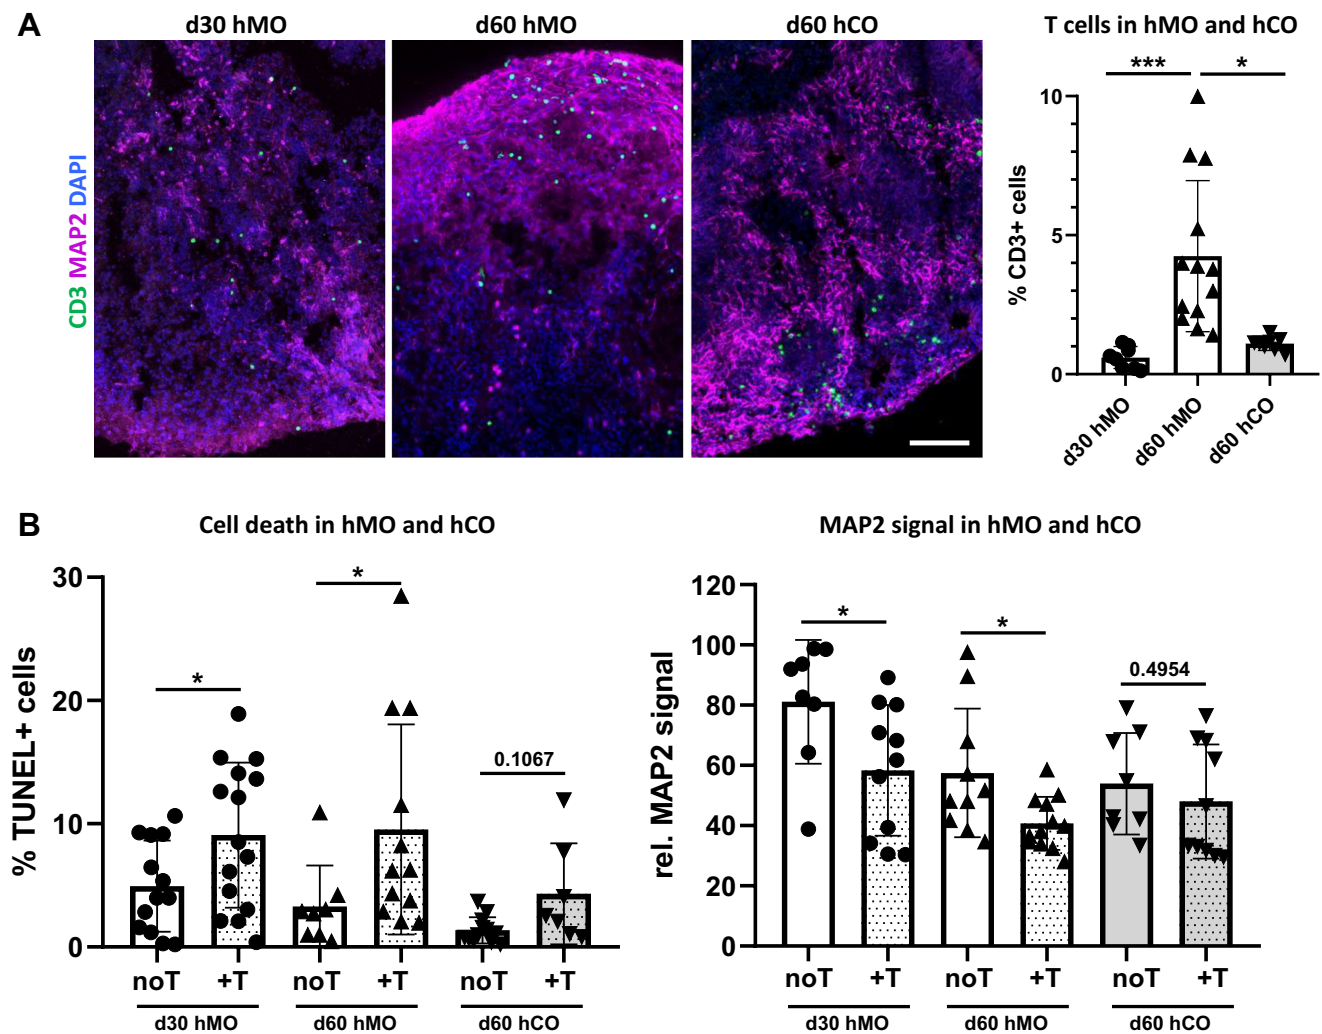 A
d30 hMO
d60 hMO
d60 hCO
T cells in hMO and hCO
CD3 MAP2 DAPI
***
*
% CD3+ cells
10
5
0
d30 hMO
d60 hMO
d60 hCO
B
Cell death in hMO and hCO
% TUNEL+ cells
30
20
10
0
*
*
0.1067
noT
+T
noT
+T
noT
+T
d30 hMO
d60 hMO
d60 hCO
MAP2 signal in hMO and hCO
rel. MAP2 signal
120
100
80
60
40
20
0
*
*
0.4954
noT
+T
noT
+T
noT
+T
d30 hMO
d60 hMO
d60 hCO